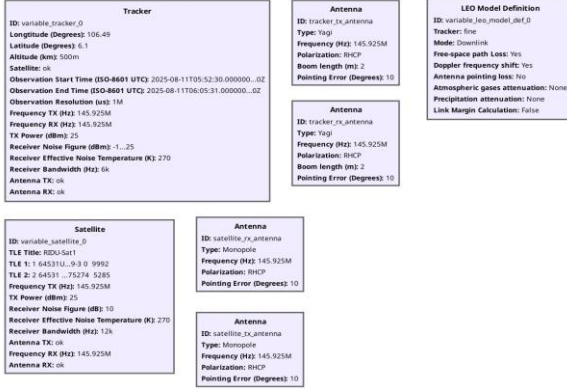 Tracker
ID: variable_tracker_0
Longtitude (Degrees): 106.49
Latitude (Degrees): 6.1
Altitude (km): 500m
Satellite: ok
Observation Start Time (ISO-8601 UTC): 2025-08-11T05:52:30.000000...0Z
Observation End Time (ISO-8601 UTC): 2025-08-11T06:05:31.000000...0Z
Observation Resolution (us): 1M
Frequency TX (Hz): 145.925M
Frequency RX (Hz): 145.925M
TX Power (dBm): 25
Receiver Noise Figure (dBm): -1...25
Receiver Effective Noise Temperature (K): 270
Receiver Bandwidth (Hz): 6k
Antenna TX: ok
Antenna RX: ok
Antenna
ID: tracker_tx_antenna
Type: Yagi
Frequency (Hz): 145.925M
Polarization: RHCP
Boom length (m): 2
Pointing Error (Degrees): 10
Antenna
ID: tracker_rx_antenna
Type: Yagi
Frequency (Hz): 145.925M
Polarization: RHCP
Boom length (m): 2
Pointing Error (Degrees): 10
LEO Model Definition
ID: variable_leo_model_def_0
Tracker: fine
Mode: Downlink
Free-space path Loss: Yes
Doppler frequency shift: Yes
Antenna pointing loss: No
Atmospheric gases attenuation: None
Precipitation attenuation: None
Link Margin Calculation: False
Satellite
ID: variable_satellite_0
TLE Title: RIDU-Sat1
TLE 1: 1 64531U...9-3 0 9992
TLE 2: 2 64531 ...75274 5285
Frequency TX (Hz): 145.925M
TX Power (dBm): 25
Receiver Noise Figure (dB): 10
Receiver Effective Noise Temperature (K): 270
Receiver Bandwidth (Hz): 12k
Antenna TX: ok
Frequency RX (Hz): 145.925M
Antenna RX: ok
Antenna
ID: satellite_rx_antenna
Type: Monopole
Frequency (Hz): 145.925M
Polarization: RHCP
Pointing Error (Degrees): 10
Antenna
ID: satellite_tx_antenna
Type: Monopole
Frequency (Hz): 145.925M
Polarization: RHCP
Pointing Error (Degrees): 10